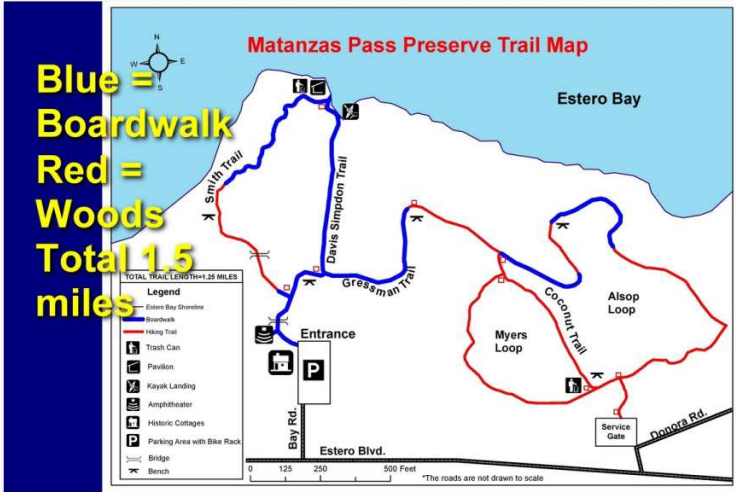 Blue =
Boardwalk
Red =
Woods
Total 1.5
miles
Matanzas Pass Preserve Trail Map
N
W
E
S
Estero Bay
Smith Trail
Davis Simpdon Trail
Gressman Trail
Coconut Trail
Alsop
Loop
Myers
Loop
Entrance
P
Bay Rd.
Estero Blvd.
Service
Gate
Donora Rd.
TOTAL TRAIL LENGTH=1.25 MILES
Legend
Estero Bay Shoreline
Boardwalk
Hiking Trail
Trash Can
Pavilion
Kayak Landing
Amphitheater
Historic Cottages
P
Parking Area with Bike Rack
Bridge
Bench
0 125 250 500 Feet
*The roads are not drawn to scale